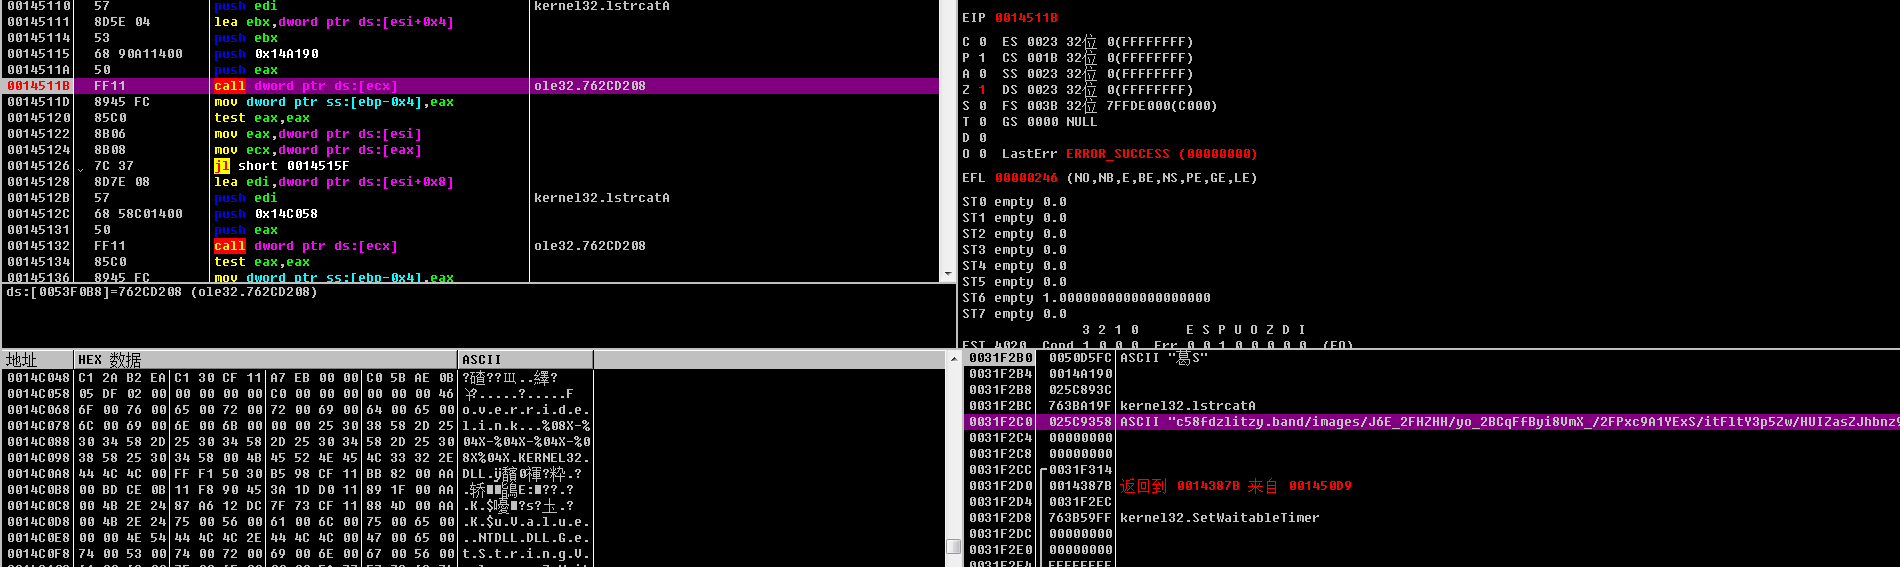 00145110 57 push edi kernel32.lstrcatA
00145111 8D5E 04 lea ebx,dword ptr ds:[esi+0x4]
00145114 53 push ebx
00145115 68 90A11400 push 0x14A190
0014511A 50 push eax
0014511B FF11 call dword ptr ds:[ecx] ole32.762CD208
0014511D 8945 FC mov dword ptr ss:[ebp-0x4],eax
00145120 85C0 test eax,eax
00145122 8B06 mov eax,dword ptr ds:[esi]
00145124 8B08 mov ecx,dword ptr ds:[eax]
00145126 7C 37 jl short 0014515F
00145128 8D7E 08 lea edi,dword ptr ds:[esi+0x8]
0014512B 57 push edi kernel32.lstrcatA
0014512C 68 58C01400 push 0x14C058
00145131 50 push eax
00145132 FF11 call dword ptr ds:[ecx] ole32.762CD208
00145134 85C0 test eax,eax
00145136 8945 FC mov dword ptr ss:[ebp-0x4],eax
ds:[0053F0B8]=762CD208 (ole32.762CD208)
EIP 0014511B
C 0 ES 0023 32位 0(FFFFFFFF)
P 1 CS 001B 32位 0(FFFFFFFF)
A 0 SS 0023 32位 0(FFFFFFFF)
Z 1 DS 0023 32位 0(FFFFFFFF)
S 0 FS 003B 32位 7FFDE000(C000)
T 0 GS 0000 NULL
D 0
O 0 LastErr ERROR_SUCCESS (00000000)
EFL 00000246 (NO,NB,E,BE,NS,PE,GE,LE)
ST0 empty 0.0
ST1 empty 0.0
ST2 empty 0.0
ST3 empty 0.0
ST4 empty 0.0
ST5 empty 0.0
ST6 empty 1.0000000000000000000
ST7 empty 0.0
3 2 1 0 E S P U O Z D I
FST 4020 Cond 1 0 0 0 Err 0 0 1 0 0 0 0 0 (EQ)
地址 HEX 数据 ASCII
0014C048 C1 2A B2 EA C1 30 CF 11 A7 EB 00 00 C0 5B AE 0B
0014C058 05 DF 02 00 00 00 00 00 C0 00 00 00 00 00 00 46
0014C068 6F 00 76 00 65 00 72 00 72 00 69 00 64 00 65 00 o.v.e.r.r.i.d.e.
0014C078 6C 00 69 00 6E 00 6B 00 00 00 25 30 38 58 2D 25 l.i.n.k...%08X-%
0014C088 30 34 58 2D 25 30 34 58 2D 25 30 34 58 2D 25 30 04X-%04X-%04X-%0
0014C098 38 58 25 30 34 58 00 4B 45 52 4E 45 4C 33 32 2E 8X%04X.KERNEL32.
0014C0A8 44 4C 4C 00 FF F1 50 30 B5 98 CF 11 BB 82 00 AA
0014C0B8 00 BD CE 0B 11 F8 90 45 3A 1D D0 11 89 1F 00 AA
0014C0C8 00 4B 2E 24 87 A6 12 DC 7F 73 CF 11 88 4D 00 AA
0014C0D8 00 4B 2E 24 75 00 56 00 61 00 6C 00 75 00 65 00 .K.$u.V.a.l.u.e.
0014C0E8 00 00 4E 54 44 4C 4C 2E 44 4C 4C 00 47 00 65 00 ..NTDLL.DLL.G.e.
0014C0F8 74 00 53 00 74 00 72 00 69 00 6E 00 67 00 56 00 t.S.t.r.i.n.g.V.
0031F2B0 0050D5FC ASCII "葛S"
0031F2B4 0014A190
0031F2B8 025C893C
0031F2BC 763BA19F kernel32.lstrcatA
0031F2C0 025C9358 ASCII "c58fdzlitzy.band/images/J6E_2FHZHH/yo_2BCqFfByi8VmX_/2FPxc9A1YExS/itFltY3p5Zw/HUIZasZJhbnz9
0031F2C4 00000000
0031F2C8 00000000
0031F2CC 0031F314
0031F2D0 0014387B 返回到 0014387B 来自 001450D9
0031F2D4 0031F2EC
0031F2D8 763B59FF kernel32.SetWaitableTimer
0031F2DC 00000000
0031F2E0 00000000
0031F2E4 FFFFFFFF